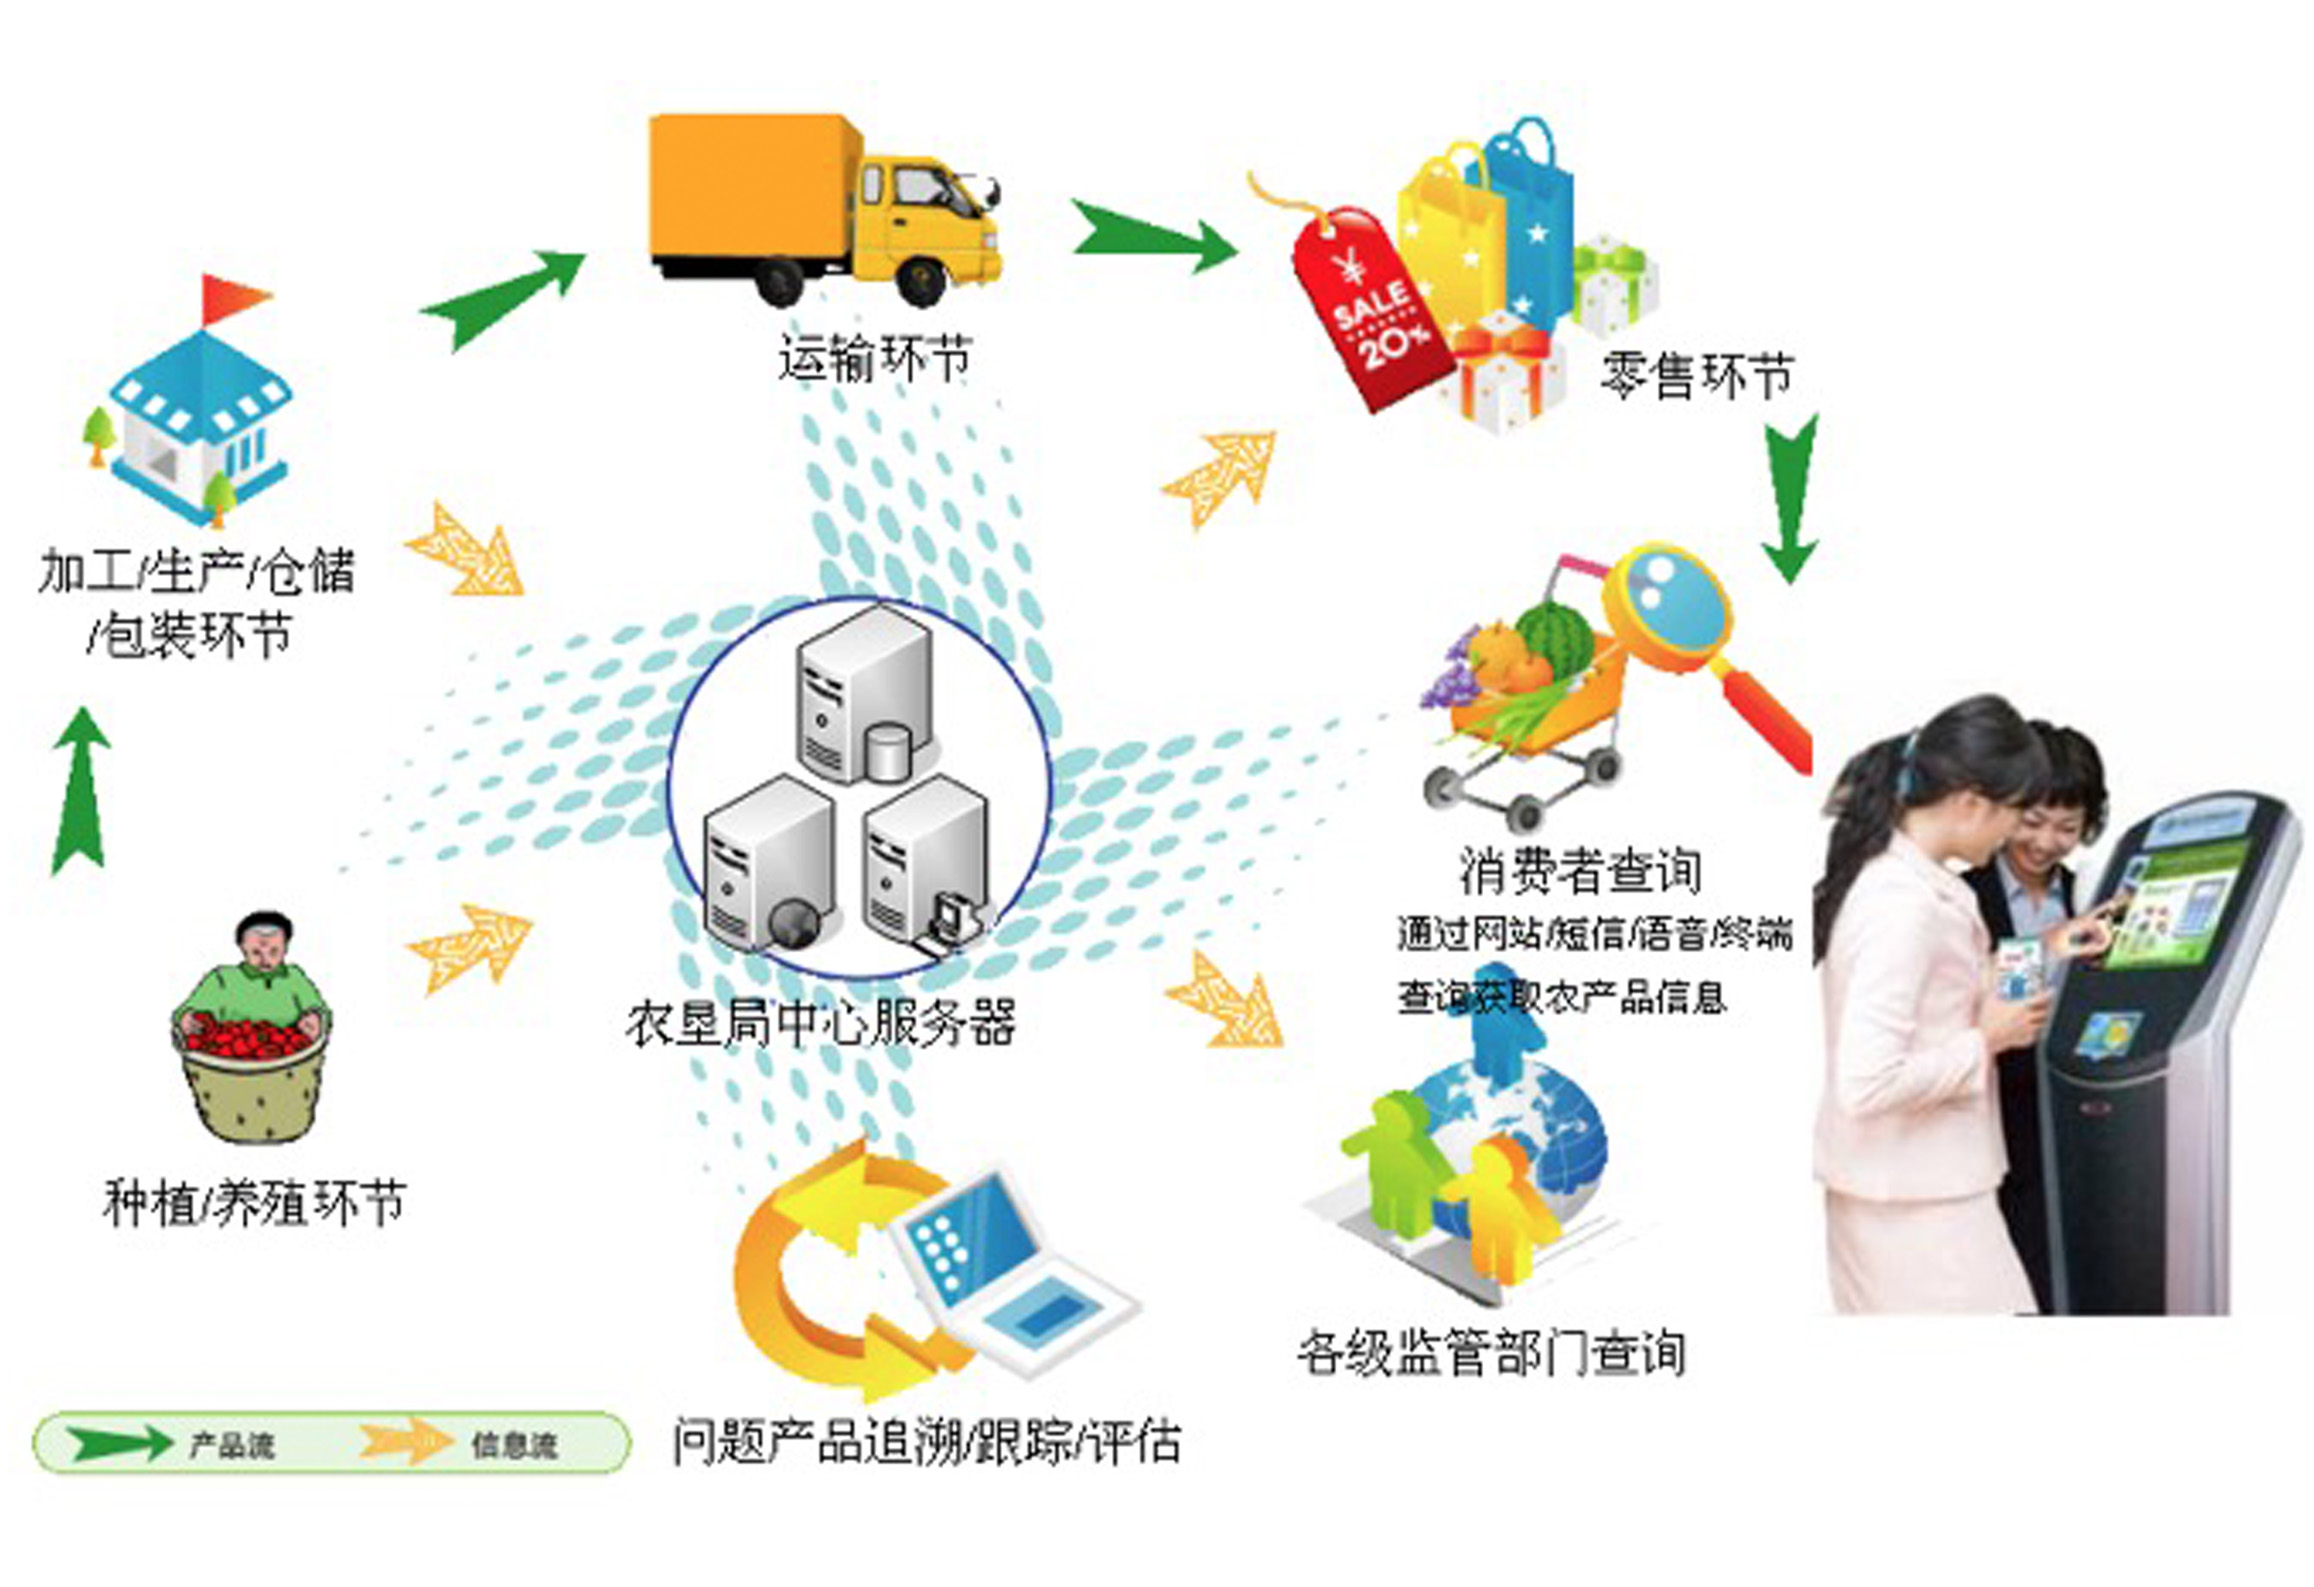 运输环节
¥
SALE
20%
零售环节
加工/生产/仓储
/包装环节
消费者查询
通过网站/短信/语音/终端
查询获取农产品信息
农垦局中心服务器
种植/养殖环节
各级监管部门查询
问题产品追溯/跟踪/评估
产品流
信息流